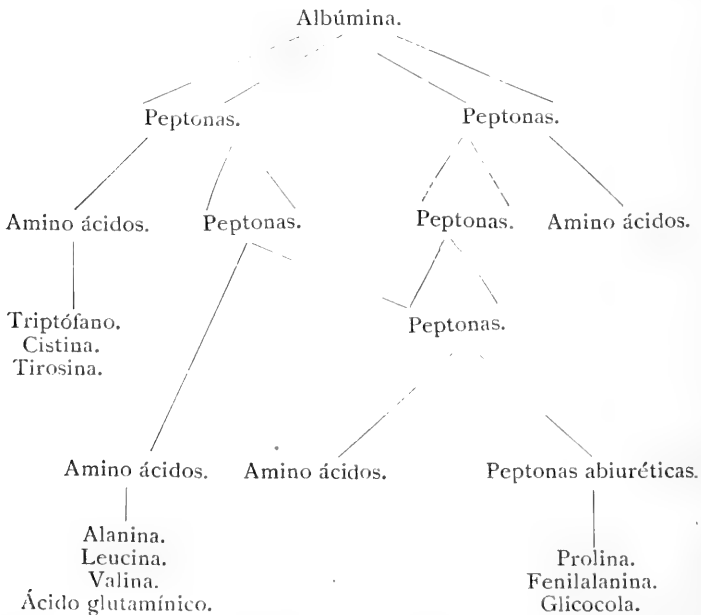 Albúmina.
Peptonas. Peptonas.
Amino ácidos. Peptonas. Peptonas. Amino ácidos.
Triptófano.
Cistina.
Tirosina.
Peptonas.
Amino ácidos. Amino ácidos. Peptonas abiuréticas.
Alanina.
Leucina.
Valina.
Ácido glutamínico.
Prolina.
Fenilalanina.
Glicocola.